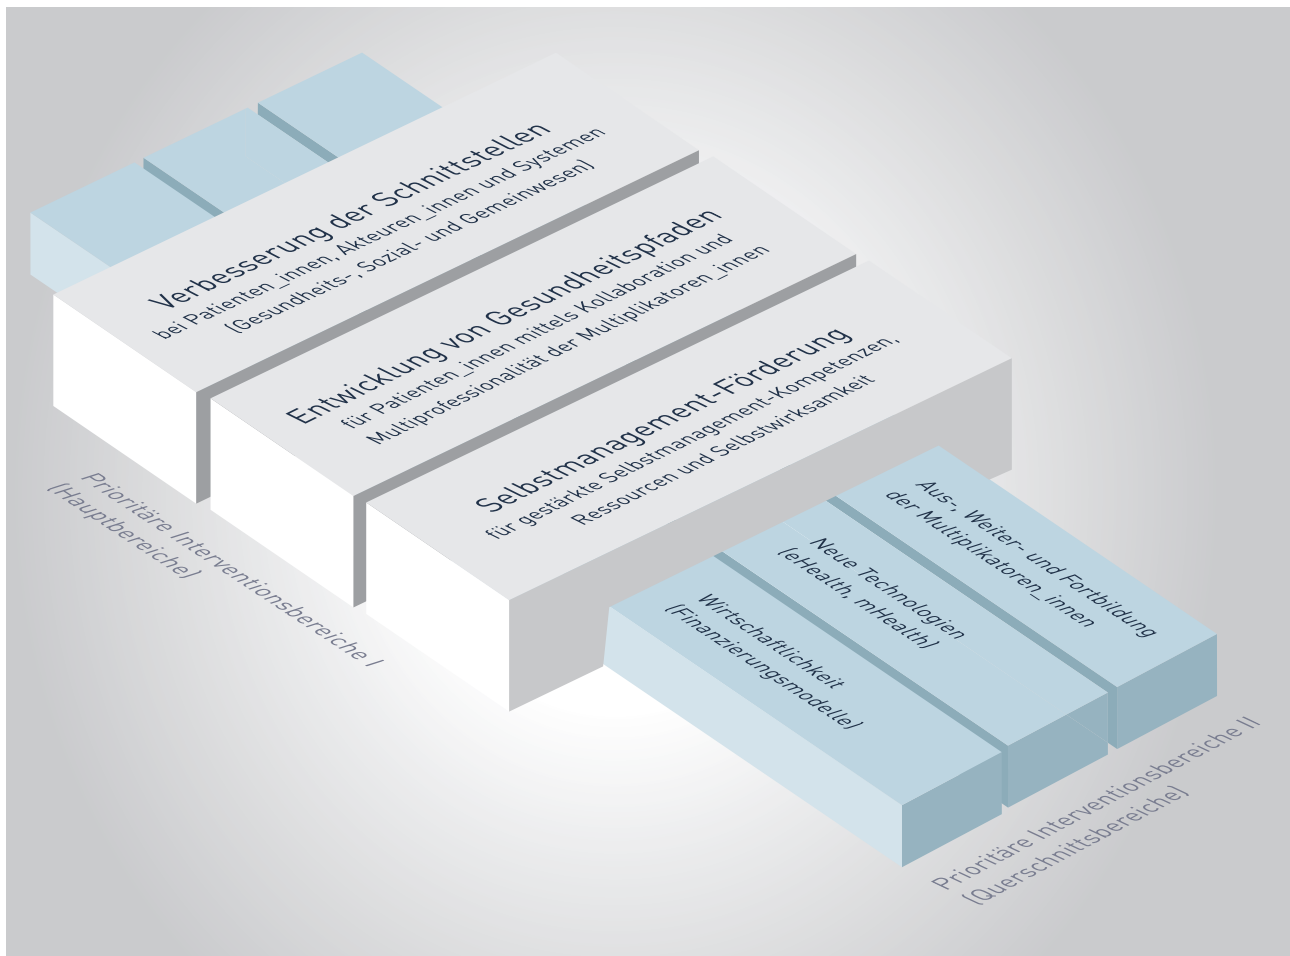 Verbesserung der Schnittstellen
bei Patienten_innen, Akteuren_innen und Systemen
(Gesundheits-, Sozial- und Gemeinwesen)
Entwicklung von Gesundheitspfaden
für Patienten_innen mittels Kollaboration und
Multiprofessionalität der Multiplikatoren_innen
Selbstmanagement-Förderung
für gestärkte Selbstmanagement-Kompetenzen,
Ressourcen und Selbstwirksamkeit
Prioritäre Interventionsbereiche I
(Hauptbereiche)
Aus-, Weiter- und Fortbildung
der Multiplikatoren_innen
Neue Technologien
(eHealth, mHealth)
Wirtschaftlichkeit
(Finanzierungsmodelle)
Prioritäre Interventionsbereiche II
(Querschnittsbereiche)